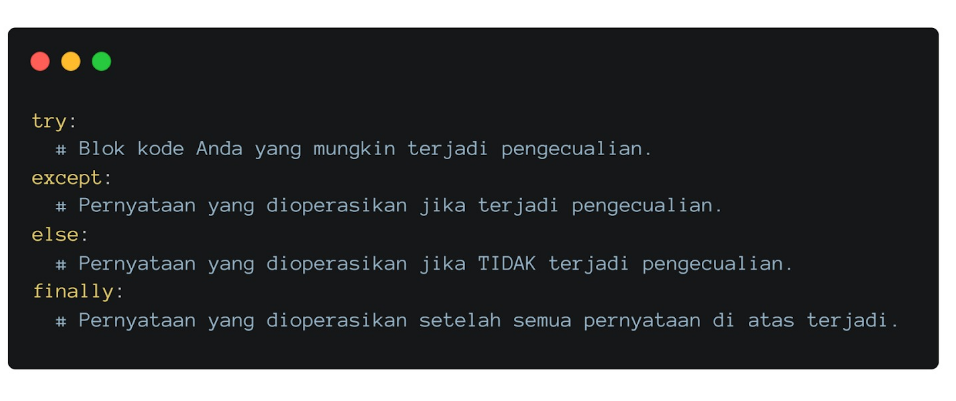 try:
  # Blok kode Anda yang mungkin terjadi pengecualian.
except:
  # Pernyataan yang dioperasikan jika terjadi pengecualian.
else:
  # Pernyataan yang dioperasikan jika TIDAK terjadi pengecualian.
finally:
  # Pernyataan yang dioperasikan setelah semua pernyataan di atas terjadi.